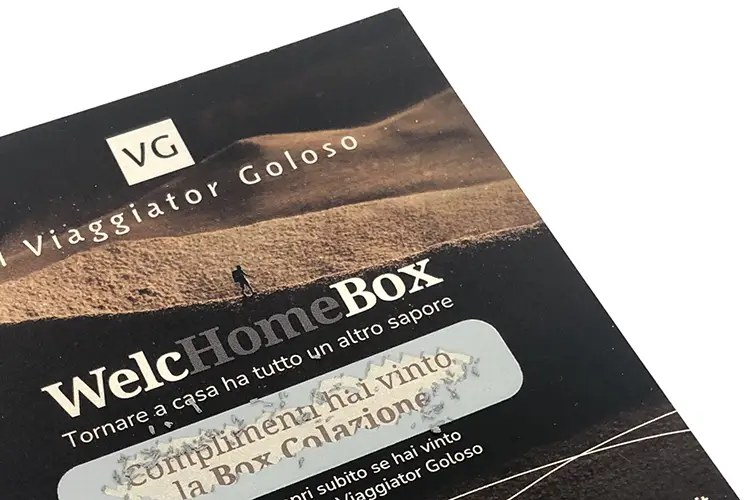 VG
Viaggiator Goloso
WelcHomeBox
Tornare a casa ha tutto un altro sapore
Complimenti hai vinto
la Box Colazione
subito se hai vinto
Viaggiator Goloso